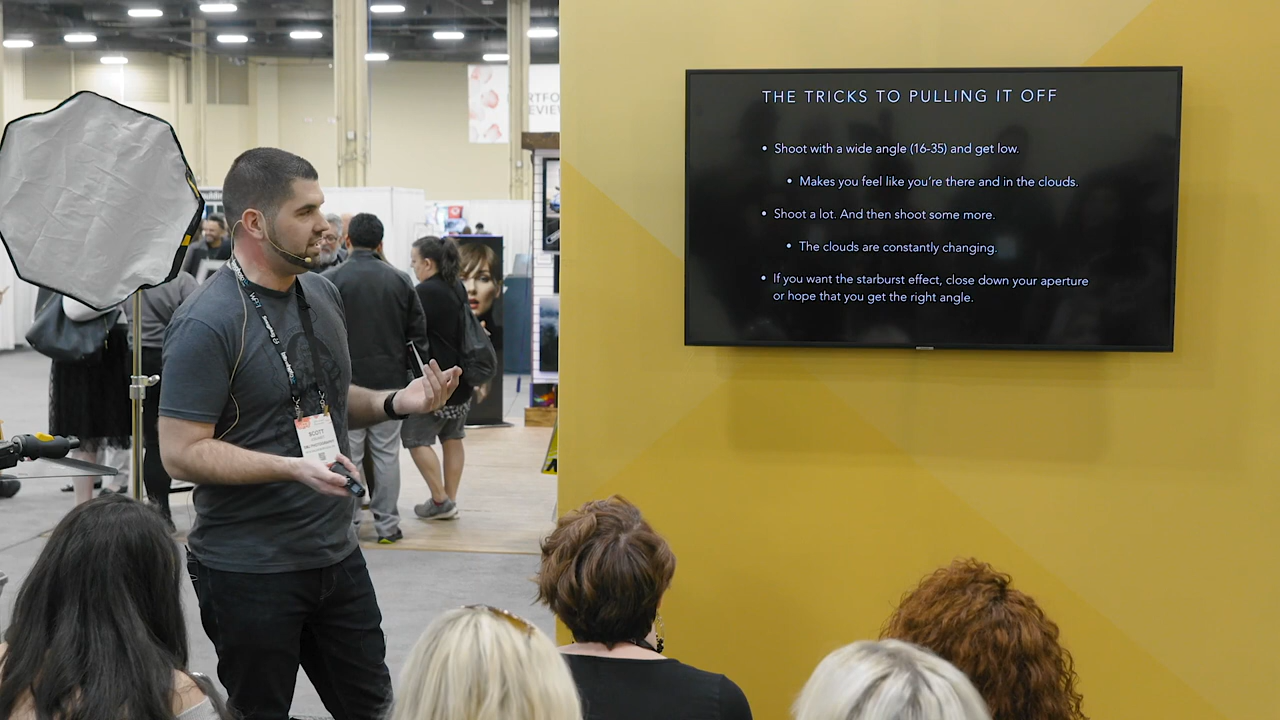 THE TRICKS TO PULLING IT OFF
• Shoot with a wide angle (16-35) and get low.
• Makes you feel like you're there and in the clouds.
• Shoot a lot. And then shoot some more.
• The clouds are constantly changing.
• If you want the starburst effect, close down your aperture
or hope that you get the right angle.
SCOTT